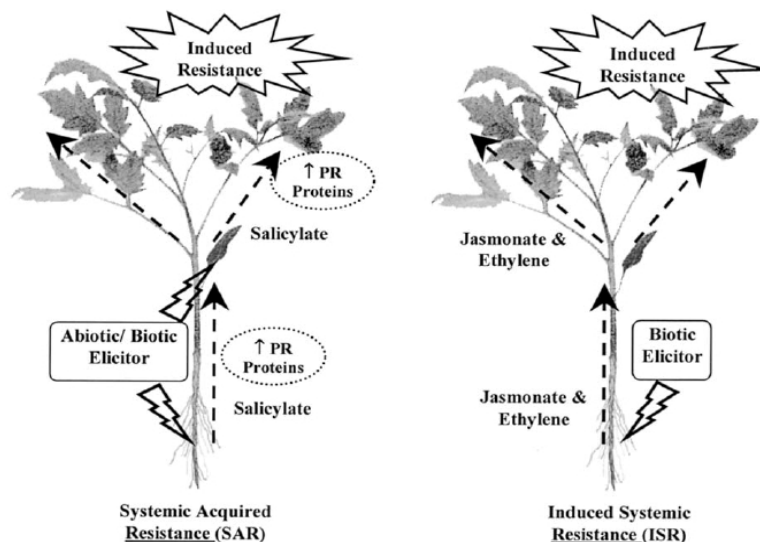 Induced
Resistance
↑ PR
Proteins
Salicylate
Abiotic/ Biotic
Elicitor
↑ PR
Proteins
Salicylate
Systemic Acquired
Resistance (SAR)
Induced
Resistance
Jasmonate &
Ethylene
Biotic
Elicitor
Jasmonate &
Ethylene
Induced Systemic
Resistance (ISR)